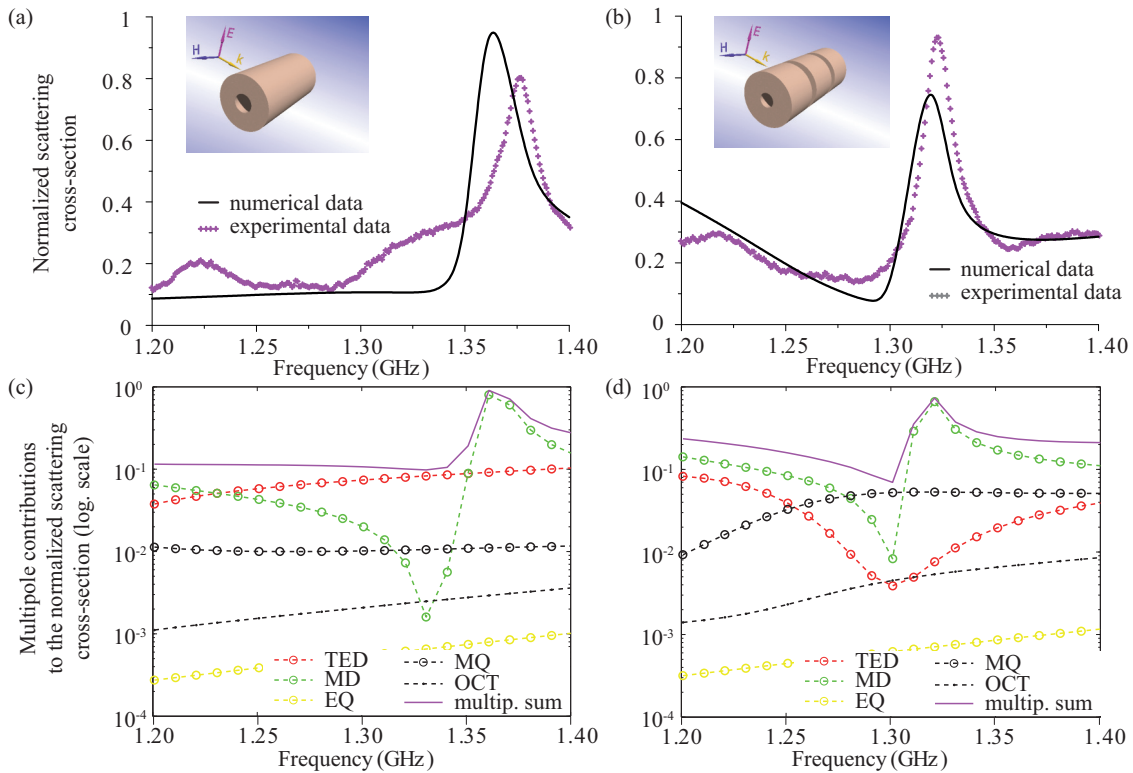 (a)
Normalized scattering
cross-section
1
0.8
0.6
0.4
0.2
0
H
E
k
numerical data
experimental data
1.20
1.25
1.30
1.35
1.40
Frequency (GHz)
(b)
1
0.8
0.6
0.4
0.2
0
H
E
k
numerical data
experimental data
1.20
1.25
1.30
1.35
1.40
Frequency (GHz)
(c)
Multipole contributions
to the normalized scattering
cross-section (log. scale)
10^0
10^-1
10^-2
10^-3
10^-4
TED
MD
EQ
MQ
OCT
multip. sum
1.20
1.25
1.30
1.35
1.40
Frequency (GHz)
(d)
10^0
10^-1
10^-2
10^-3
10^-4
TED
MD
EQ
MQ
OCT
multip. sum
1.20
1.25
1.30
1.35
1.40
Frequency (GHz)